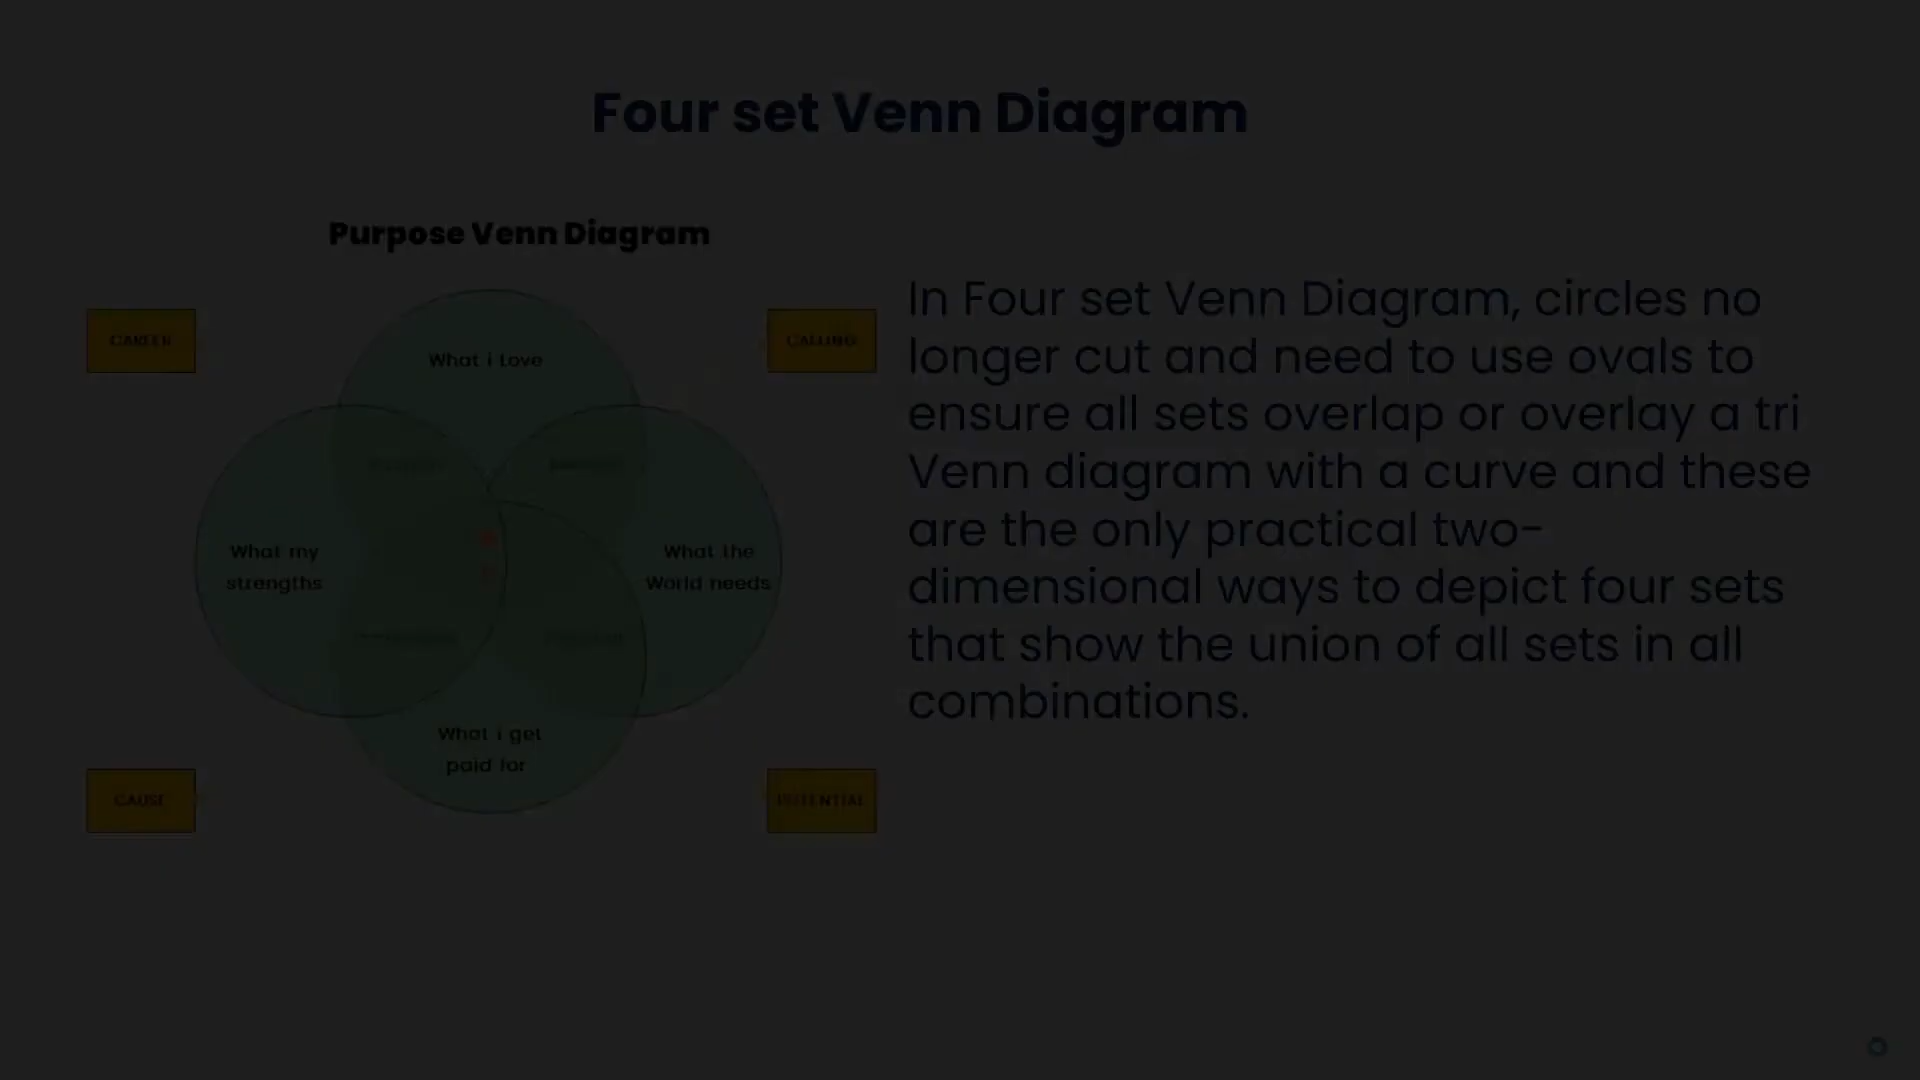 Four set Venn Diagram
Purpose Venn Diagram
CAREER
CALLING
What i Love
What my
strengths
What the
World needs
What i get
paid for
CAUSE
POTENTIAL
In Four set Venn Diagram, circles no
longer cut and need to use ovals to
ensure all sets overlap or overlay a tri
Venn diagram with a curve and these
are the only practical two-
dimensional ways to depict four sets
that show the union of all sets in all
combinations.